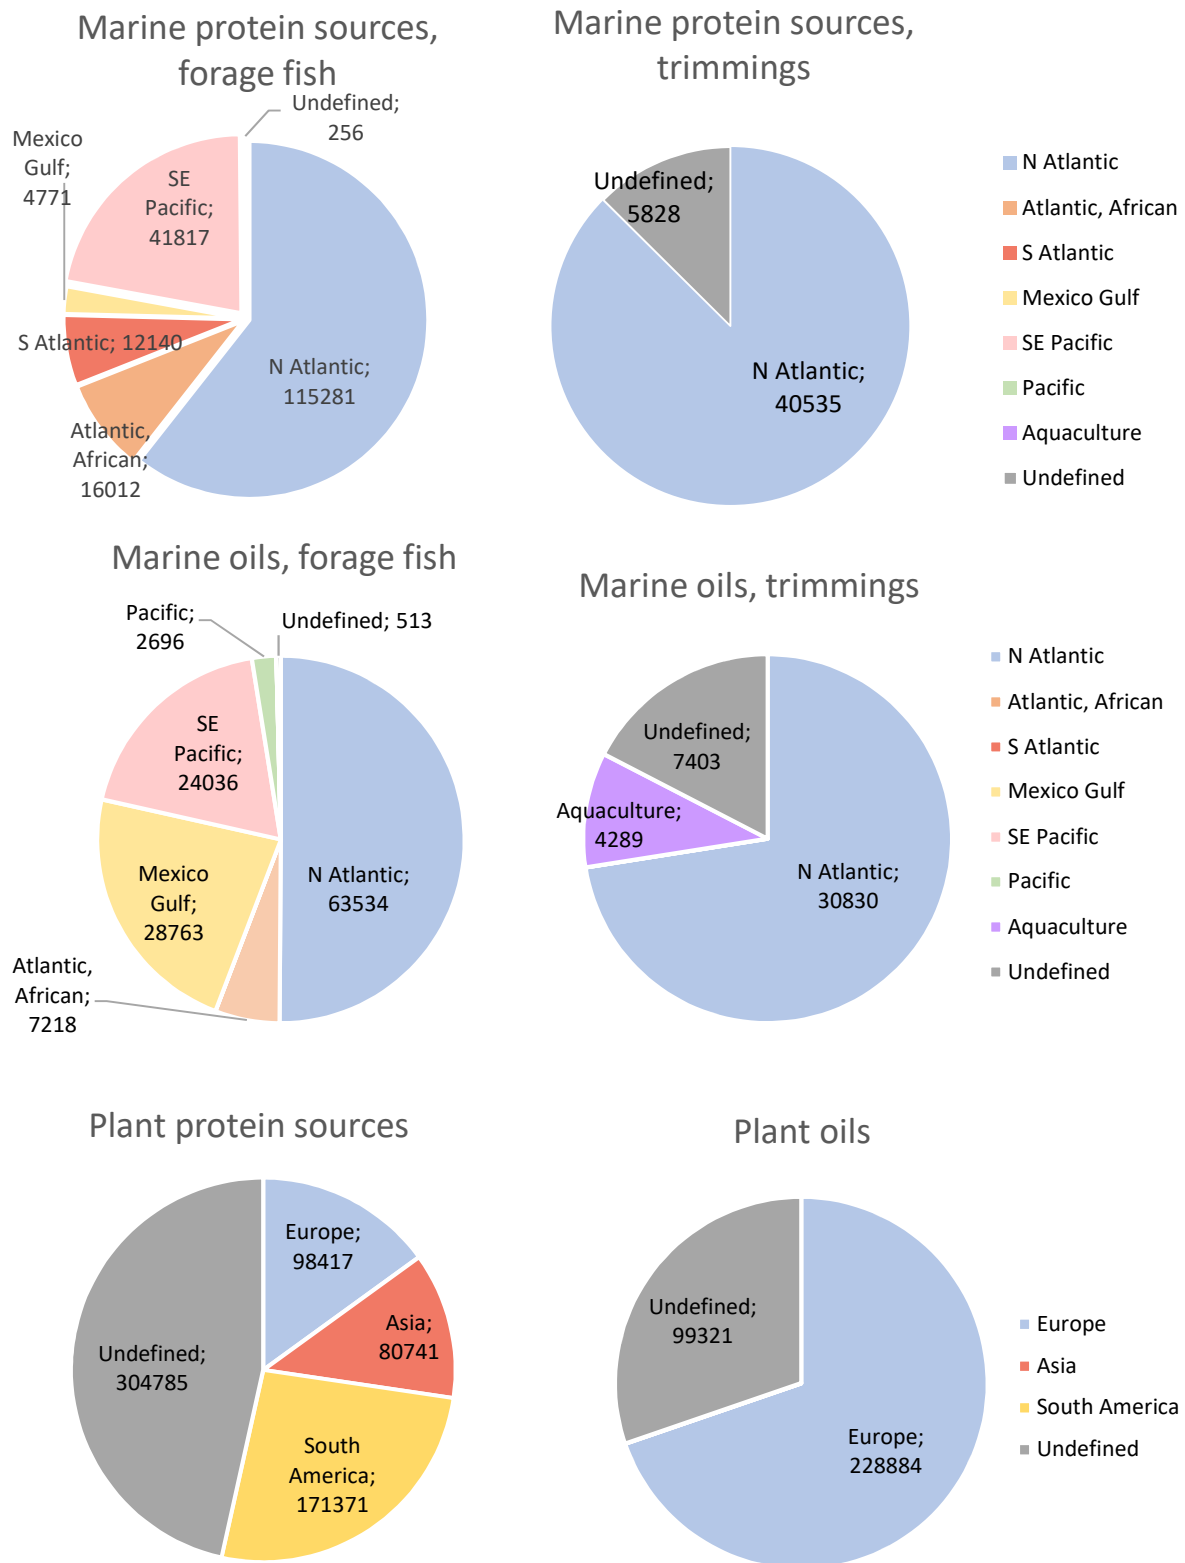 Marine protein sources,
forage fish
Undefined;
256
Mexico
Gulf;
4771
SE
Pacific;
41817
S Atlantic; 12140
N Atlantic;
115281
Atlantic,
African;
16012
Marine protein sources,
trimmings
Undefined;
5828
N Atlantic;
40535
N Atlantic
Atlantic, African
S Atlantic
Mexico Gulf
SE Pacific
Pacific
Aquaculture
Undefined
Marine oils, forage fish
Pacific;
2696
Undefined; 513
SE
Pacific;
24036
Mexico
Gulf;
28763
N Atlantic;
63534
Atlantic,
African;
7218
Marine oils, trimmings
Undefined;
7403
Aquaculture;
4289
N Atlantic;
30830
N Atlantic
Atlantic, African
S Atlantic
Mexico Gulf
SE Pacific
Pacific
Aquaculture
Undefined
Plant protein sources
Europe;
98417
Asia;
80741
Undefined;
304785
South
America;
171371
Plant oils
Undefined;
99321
Europe;
228884
Europe
Asia
South America
Undefined